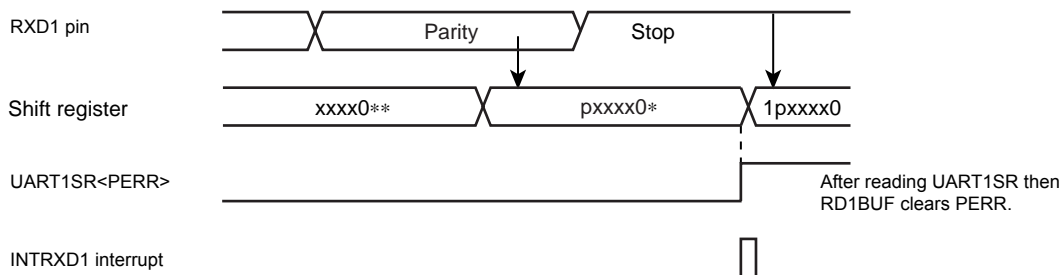 RXD1 pin
Parity
Stop
Shift register
xxxx0**
pxxxx0*
1pxxxx0
UART1SR<PERR>
After reading UART1SR then
RD1BUF clears PERR.
INTRXD1 interrupt